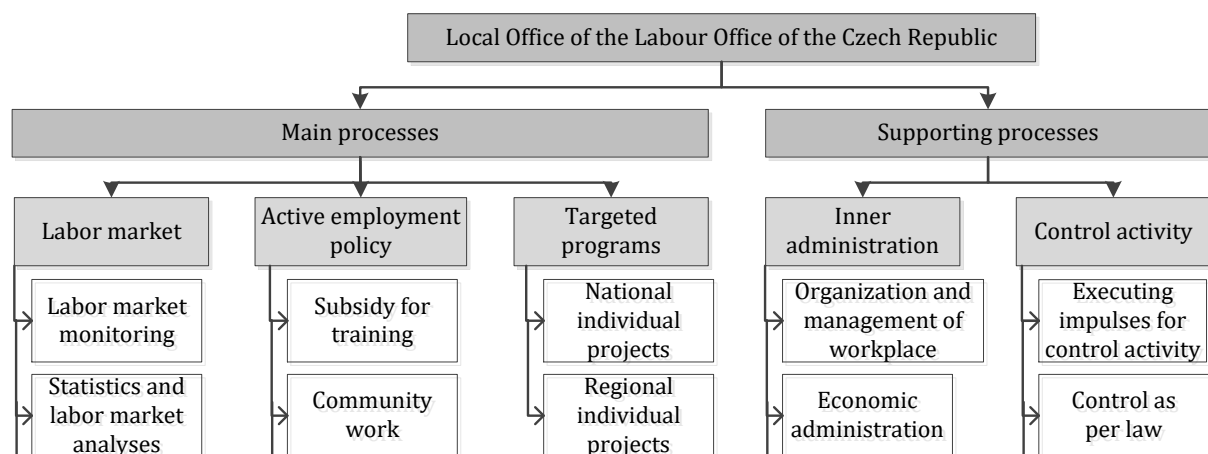 Local Office of the Labour Office of the Czech Republic
Main processes
Supporting processes
Labor market
Active employment
policy
Targeted
programs
Inner
administration
Control activity
Labor market
monitoring
Subsidy for
training
National
individual
projects
Organization and
management of
workplace
Executing
impulses for
control activity
Statistics and
labor market
analyses
Community
work
Regional
individual
projects
Economic
administration
Control as
per law